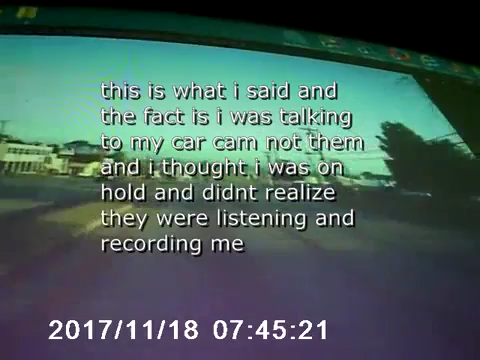 this is what i said and
the fact is i was talking
to my car cam not them
and i thought i was on
hold and didnt realize
they were listening and
recording me
2017/11/18 07:45:21